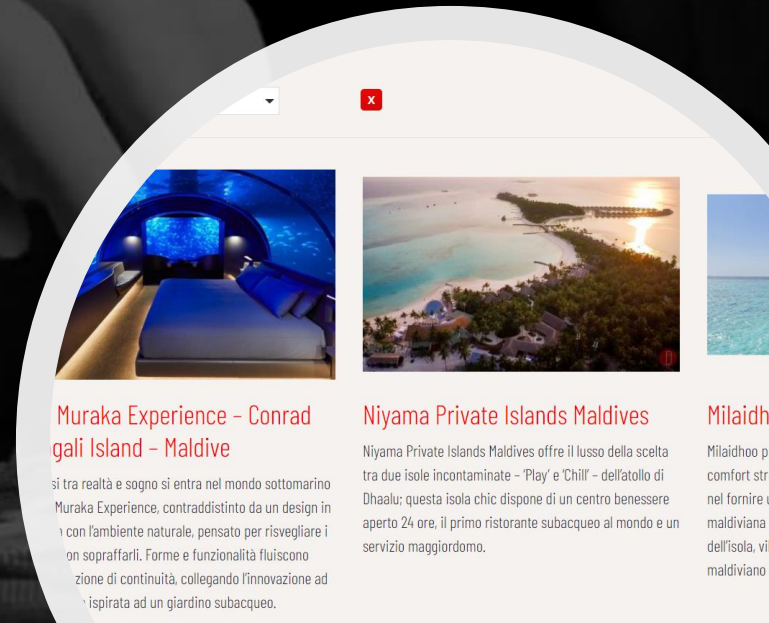 X
Muraka Experience – Conrad
gali Island – Maldive
si tra realtà e sogno si entra nel mondo sottomarino
Muraka Experience, contraddistinto da un design in
con l'ambiente naturale, pensato per risvegliare i
on sopraffarli. Forme e funzionalità fluiscono
zione di continuità, collegando l'innovazione ad
ispirata ad un giardino subacqueo.
Niyama Private Islands Maldives
Niyama Private Islands Maldives offre il lusso della scelta
tra due isole incontaminate – 'Play' e 'Chill' – dell'atollo di
Dhaalu; questa isola chic dispone di un centro benessere
aperto 24 ore, il primo ristorante subacqueo al mondo e un
servizio maggiordomo.
Milaidh
Milaidhoo p
comfort str
nel fornire u
maldiviana
dell'isola, vil
maldiviano